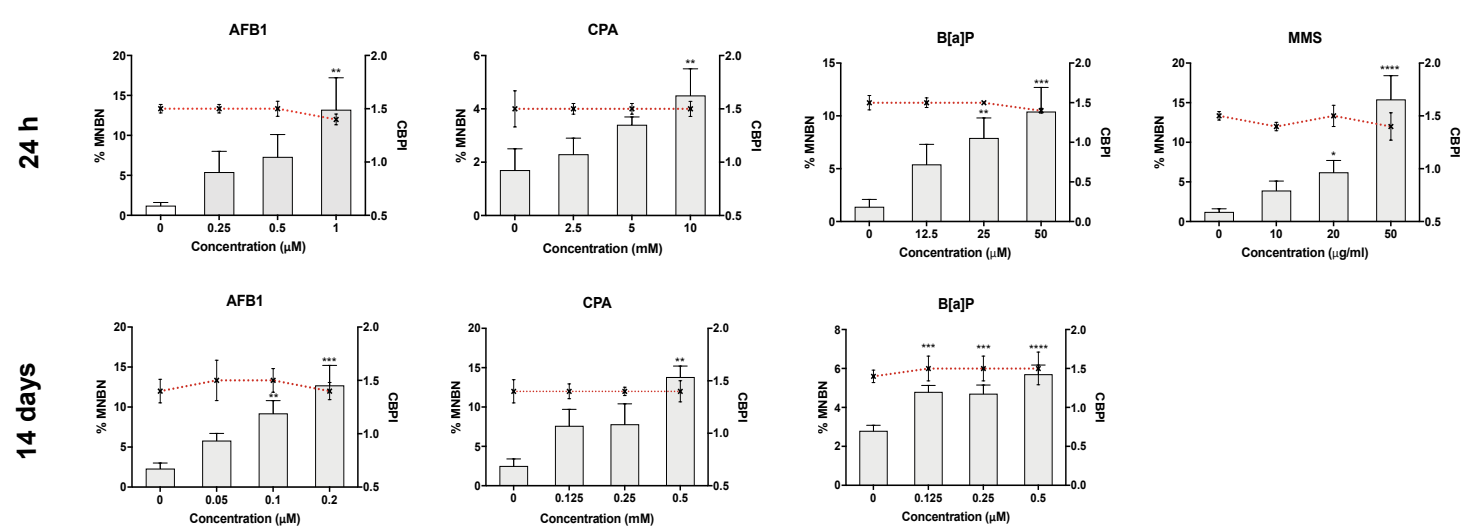 24 h
AFB1
20
15
10
5
0
% MNBN
2.0
1.5
1.0
0.5
CBPI
**
0 0.25 0.5 1
Concentration (μM)
CPA
6
4
2
0
% MNBN
2.0
1.5
1.0
0.5
CBPI
* **
0 2.5 5 10
Concentration (mM)
B[a]P
15
10
5
0
% MNBN
2.0
1.5
1.0
0.5
0.0
CBPI
** ***
0 12.5 25 50
Concentration (μM)
MMS
20
15
10
5
0
% MNBN
2.0
1.5
1.0
0.5
CBPI
* ****
0 10 20 50
Concentration (μg/ml)
14 days
AFB1
20
15
10
5
0
% MNBN
2.0
1.5
1.0
0.5
CBPI
** ***
0 0.05 0.1 0.2
Concentration (μM)
CPA
20
15
10
5
0
% MNBN
2.0
1.5
1.0
0.5
CBPI
**
0 0.125 0.25 0.5
Concentration (mM)
B[a]P
8
6
4
2
0
% MNBN
2.0
1.5
1.0
0.5
0.0
CBPI
*** *** ****
0 0.125 0.25 0.5
Concentration (μM)